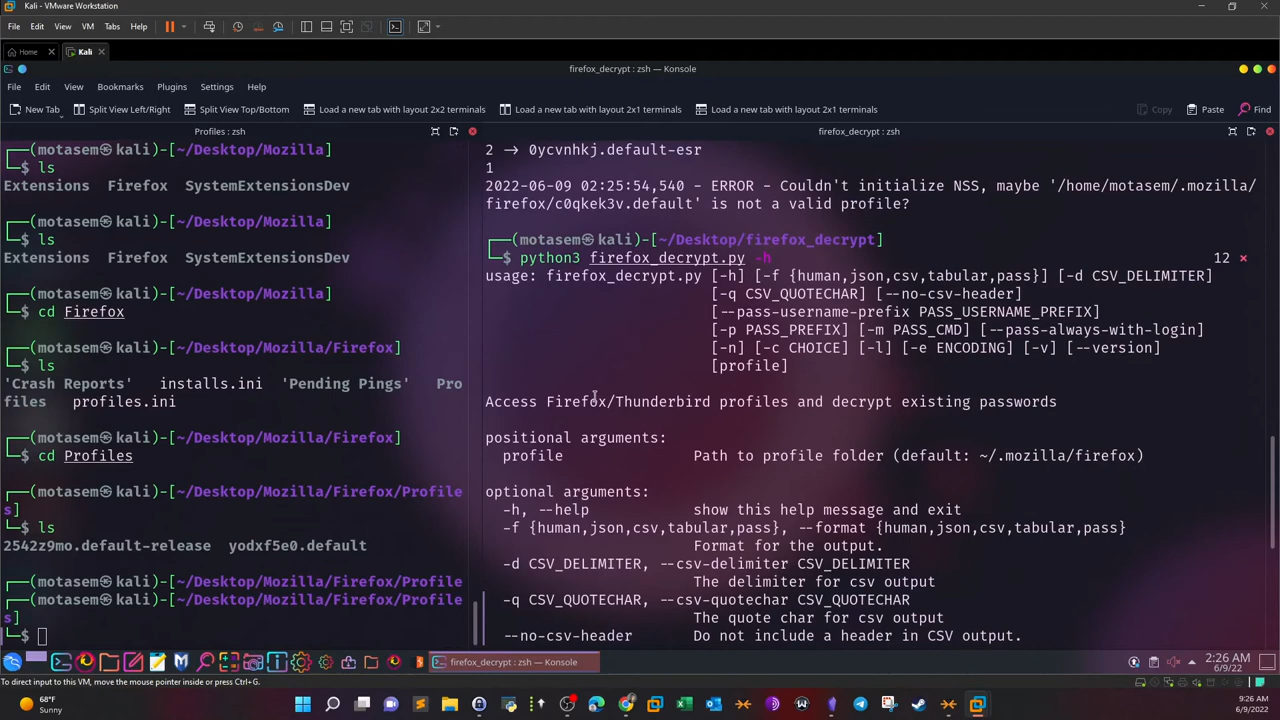 Kali - VMware Workstation
File Edit View VM Tabs Help
Home Kali
firefox_decrypt : zsh — Konsole
File Edit View Bookmarks Plugins Settings Help
New Tab Split View Left/Right Split View Top/Bottom Load a new tab with layout 2x2 terminals Load a new tab with layout 2x1 terminals Load a new tab with layout 2x1 terminals Copy Paste Find
Profiles : zsh
┌──(motasem㉿kali)-[~/Desktop/Mozilla]
└─$ ls
Extensions Firefox SystemExtensionsDev
┌──(motasem㉿kali)-[~/Desktop/Mozilla]
└─$ ls
Extensions Firefox SystemExtensionsDev
┌──(motasem㉿kali)-[~/Desktop/Mozilla]
└─$ cd Firefox
┌──(motasem㉿kali)-[~/Desktop/Mozilla/Firefox]
└─$ ls
'Crash Reports' installs.ini 'Pending Pings' Pro
files profiles.ini
┌──(motasem㉿kali)-[~/Desktop/Mozilla/Firefox]
└─$ cd Profiles
┌──(motasem㉿kali)-[~/Desktop/Mozilla/Firefox/Profile
s]
└─$ ls
2542z9mo.default-release yodxf5e0.default
┌──(motasem㉿kali)-[~/Desktop/Mozilla/Firefox/Profile
┌──(motasem㉿kali)-[~/Desktop/Mozilla/Firefox/Profile
s]
└─$
firefox_decrypt : zsh
2 → 0ycvnhkj.default-esr
1
2022-06-09 02:25:54,540 - ERROR - Couldn't initialize NSS, maybe '/home/motasem/.mozilla/
firefox/c0qkek3v.default' is not a valid profile?
┌──(motasem㉿kali)-[~/Desktop/firefox_decrypt]
└─$ python3 firefox_decrypt.py -h 12 ⨯
usage: firefox_decrypt.py [-h] [-f {human,json,csv,tabular,pass}] [-d CSV_DELIMITER]
[-q CSV_QUOTECHAR] [--no-csv-header]
[--pass-username-prefix PASS_USERNAME_PREFIX]
[-p PASS_PREFIX] [-m PASS_CMD] [--pass-always-with-login]
[-n] [-c CHOICE] [-l] [-e ENCODING] [-v] [--version]
[profile]
Access Firefox/Thunderbird profiles and decrypt existing passwords
positional arguments:
profile Path to profile folder (default: ~/.mozilla/firefox)
optional arguments:
-h, --help show this help message and exit
-f {human,json,csv,tabular,pass}, --format {human,json,csv,tabular,pass}
Format for the output.
-d CSV_DELIMITER, --csv-delimiter CSV_DELIMITER
The delimiter for csv output
-q CSV_QUOTECHAR, --csv-quotechar CSV_QUOTECHAR
The quote char for csv output
--no-csv-header Do not include a header in CSV output.
firefox_decrypt : zsh — Konsole
2:26 AM
6/9/22
To direct input to this VM, move the mouse pointer inside or press Ctrl+G.
68°F
Sunny
9:26 AM
6/9/2022